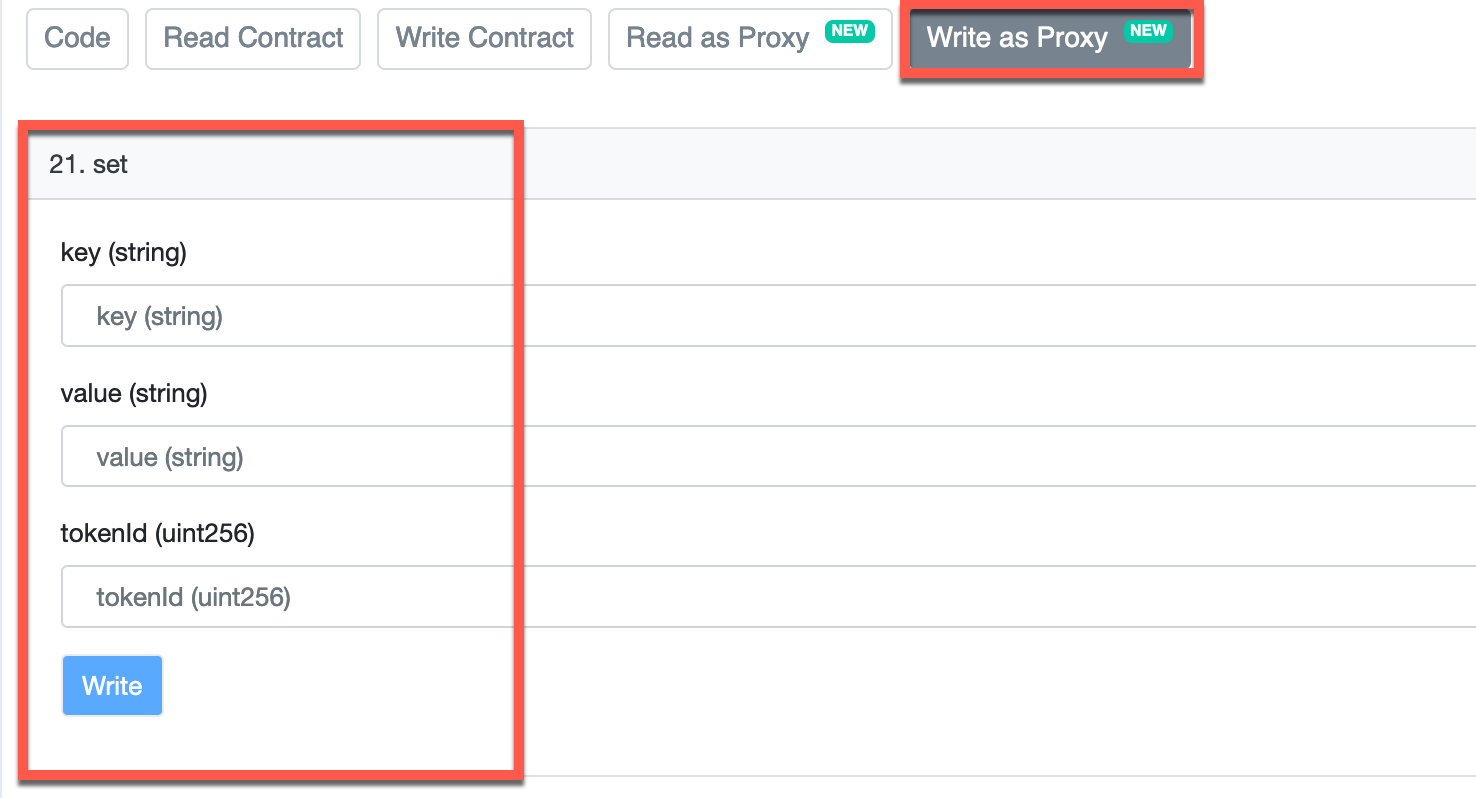 Code Read Contract Write Contract Read as Proxy NEW Write as Proxy NEW
21. set
key (string)
key (string)
value (string)
value (string)
tokenId (uint256)
tokenId (uint256)
Write